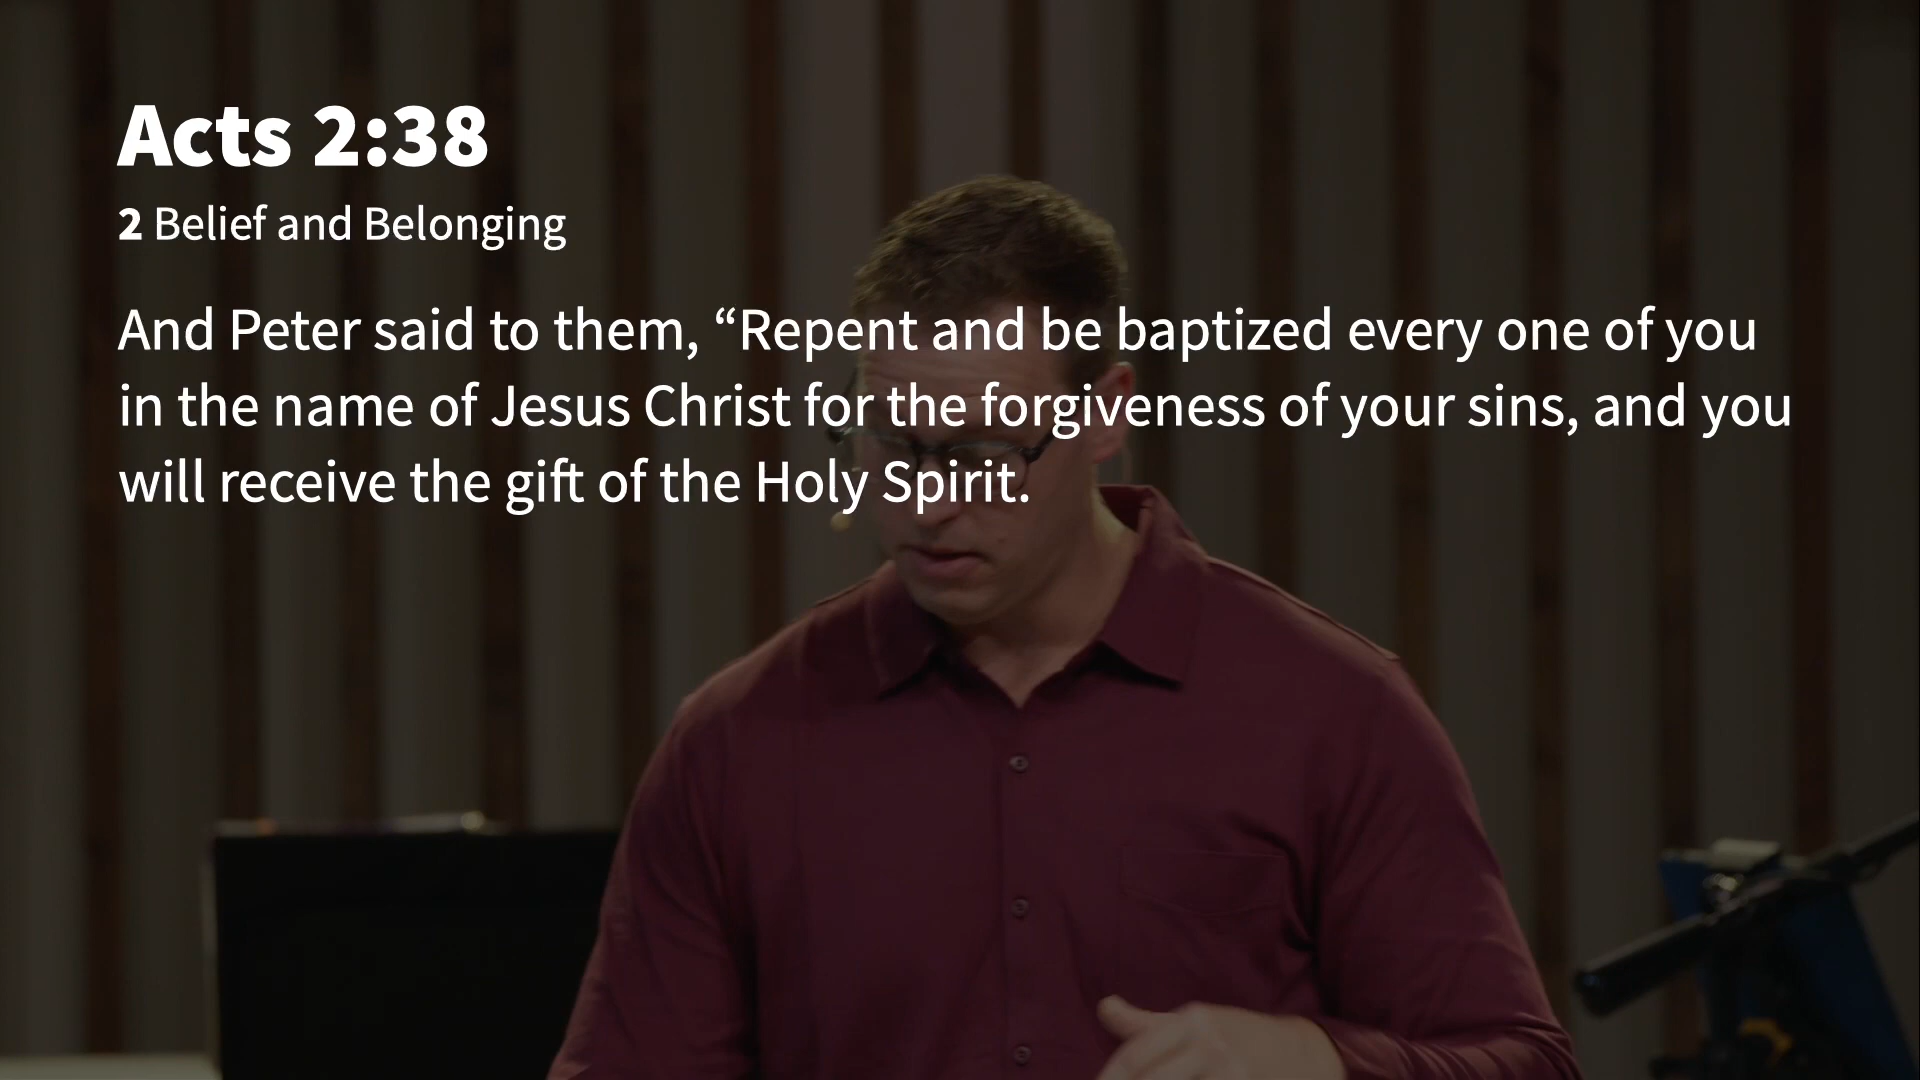 Acts 2:38
2 Belief and Belonging
And Peter said to them, “Repent and be baptized every one of you
in the name of Jesus Christ for the forgiveness of your sins, and you
will receive the gift of the Holy Spirit.